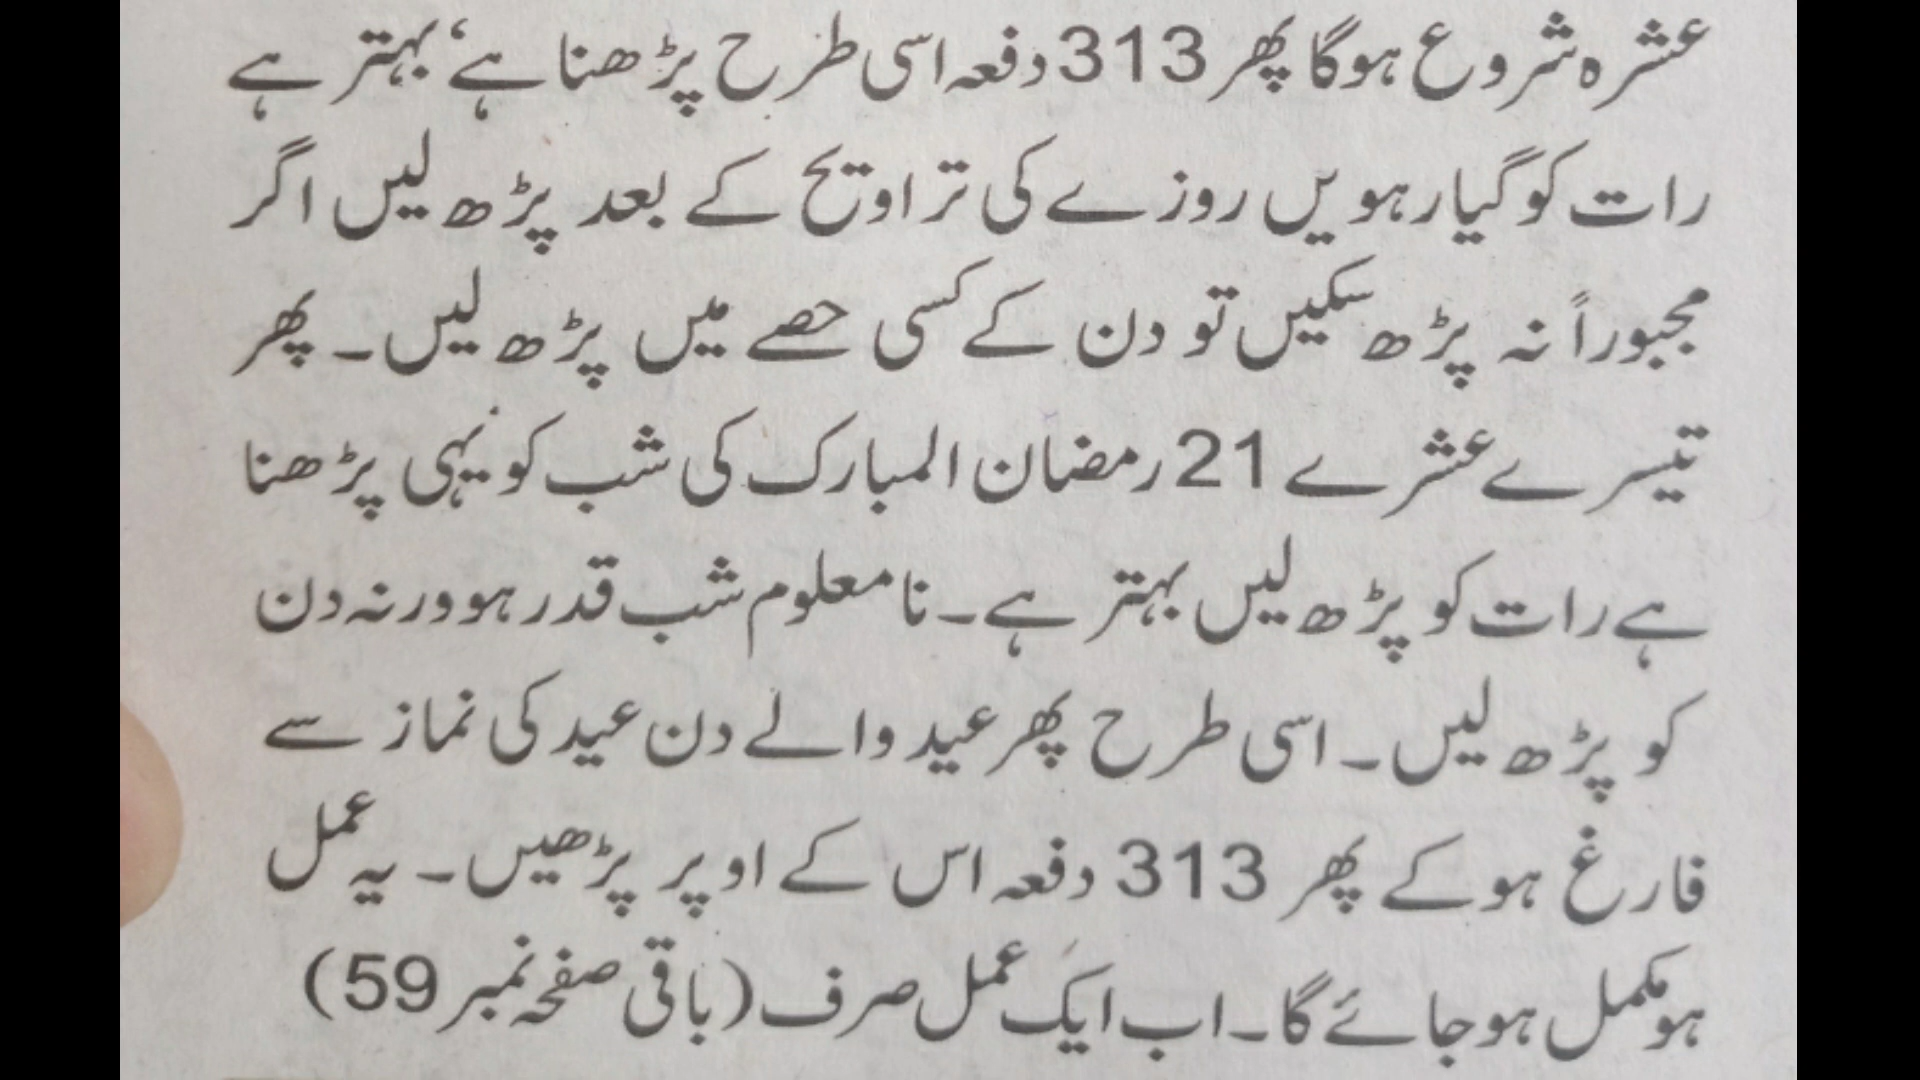 عشرہ شروع ہوگا پھر 313 دفعہ اسی طرح پڑھنا ہے‘ بہتر ہے
رات کو گیارہویں روزے کی تراویح کے بعد پڑھ لیں اگر
مجبوراً نہ پڑھ سکیں تو دن کے کسی حصے میں پڑھ لیں۔ پھر
تیسرے عشرے 21 رمضان المبارک کی شب کو یہی پڑھنا
ہے رات کو پڑھ لیں بہتر ہے۔ نامعلوم شب قدر ہو ورنہ دن
کو پڑھ لیں۔ اسی طرح پھر عید والے دن عید کی نماز سے
فارغ ہو کے پھر 313 دفعہ اس کے اوپر پڑھیں۔ یہ عمل
ہو مکمل ہو جائے گا۔ اب ایک عمل صرف (باقی صفحہ نمبر 59)